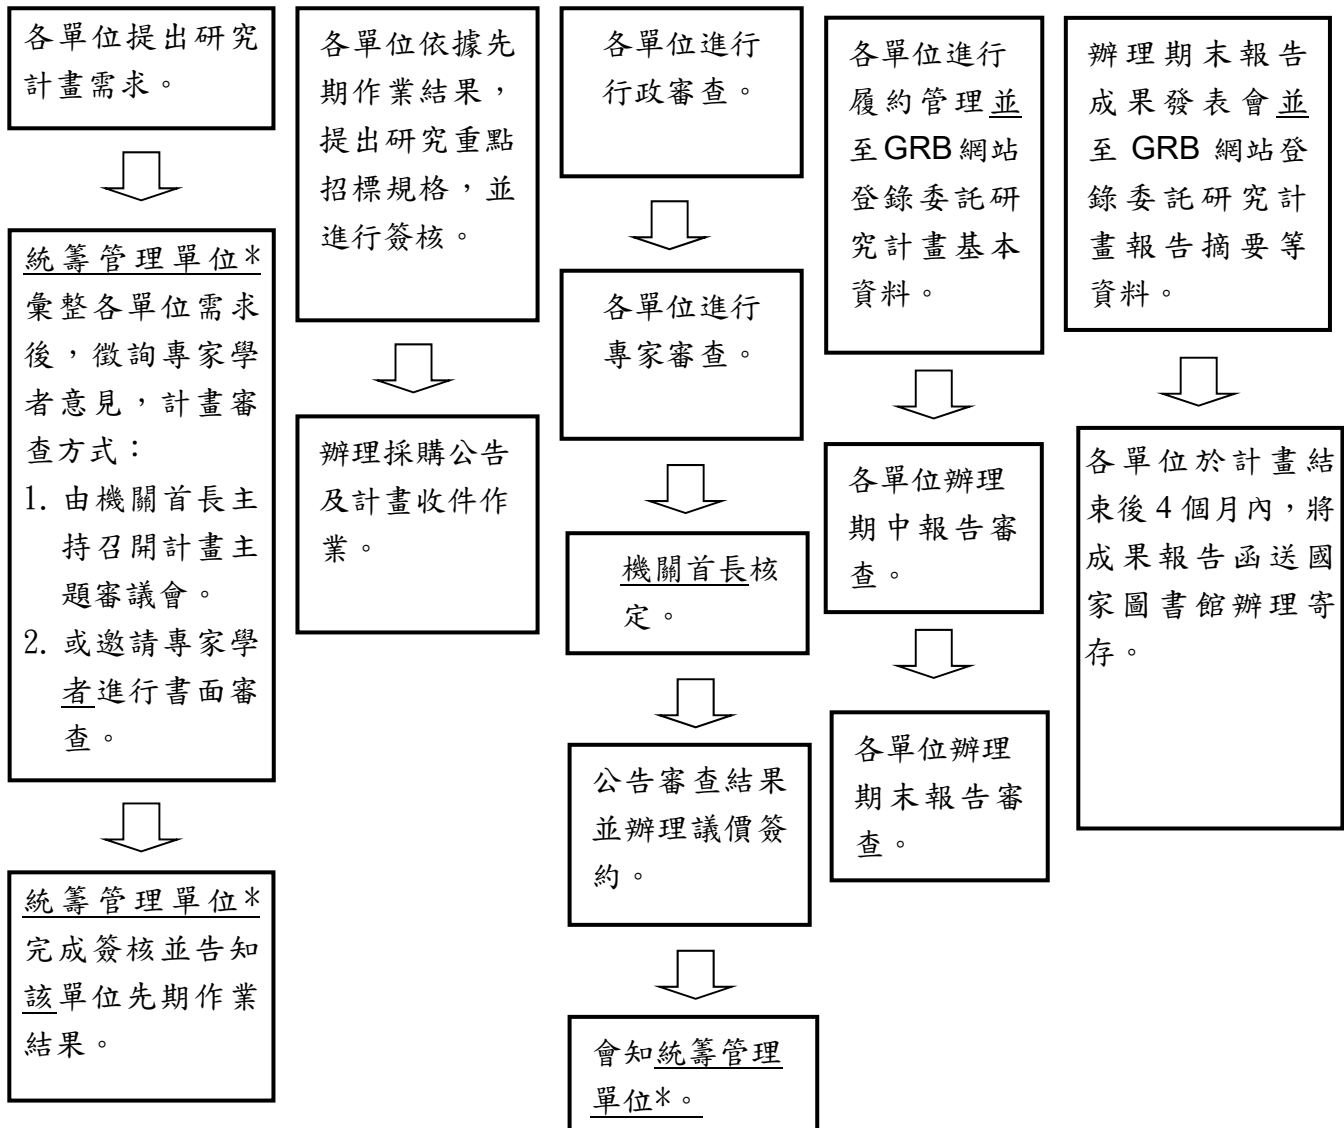 各單位提出研究
計畫需求。
統籌管理單位*
彙整各單位需求
後，徵詢專家學
者意見，計畫審
查方式：
1. 由機關首長主
持召開計畫主
題審議會。
2. 或邀請專家學
者進行書面審
查。
統籌管理單位*
完成簽核並告知
該單位先期作業
結果。
各單位依據先
期作業結果，
提出研究重點
招標規格，並
進行簽核。
辦理採購公告
及計畫收件作
業。
各單位進行
行政審查。
各單位進行
專家審查。
機關首長核
定。
公告審查結果
並辦理議價簽
約。
會知統籌管理
單位*。
各單位進行
履約管理並
至GRB網站
登錄委託研
究計畫基本
資料。
各單位辦理
期中報告審
查。
各單位辦理
期末報告審
查。
辦理期末報告
成果發表會並
至 GRB 網站登
錄委託研究計
畫報告摘要等
資料。
各單位於計畫結
束後4個月內，將
成果報告函送國
家圖書館辦理寄
存。